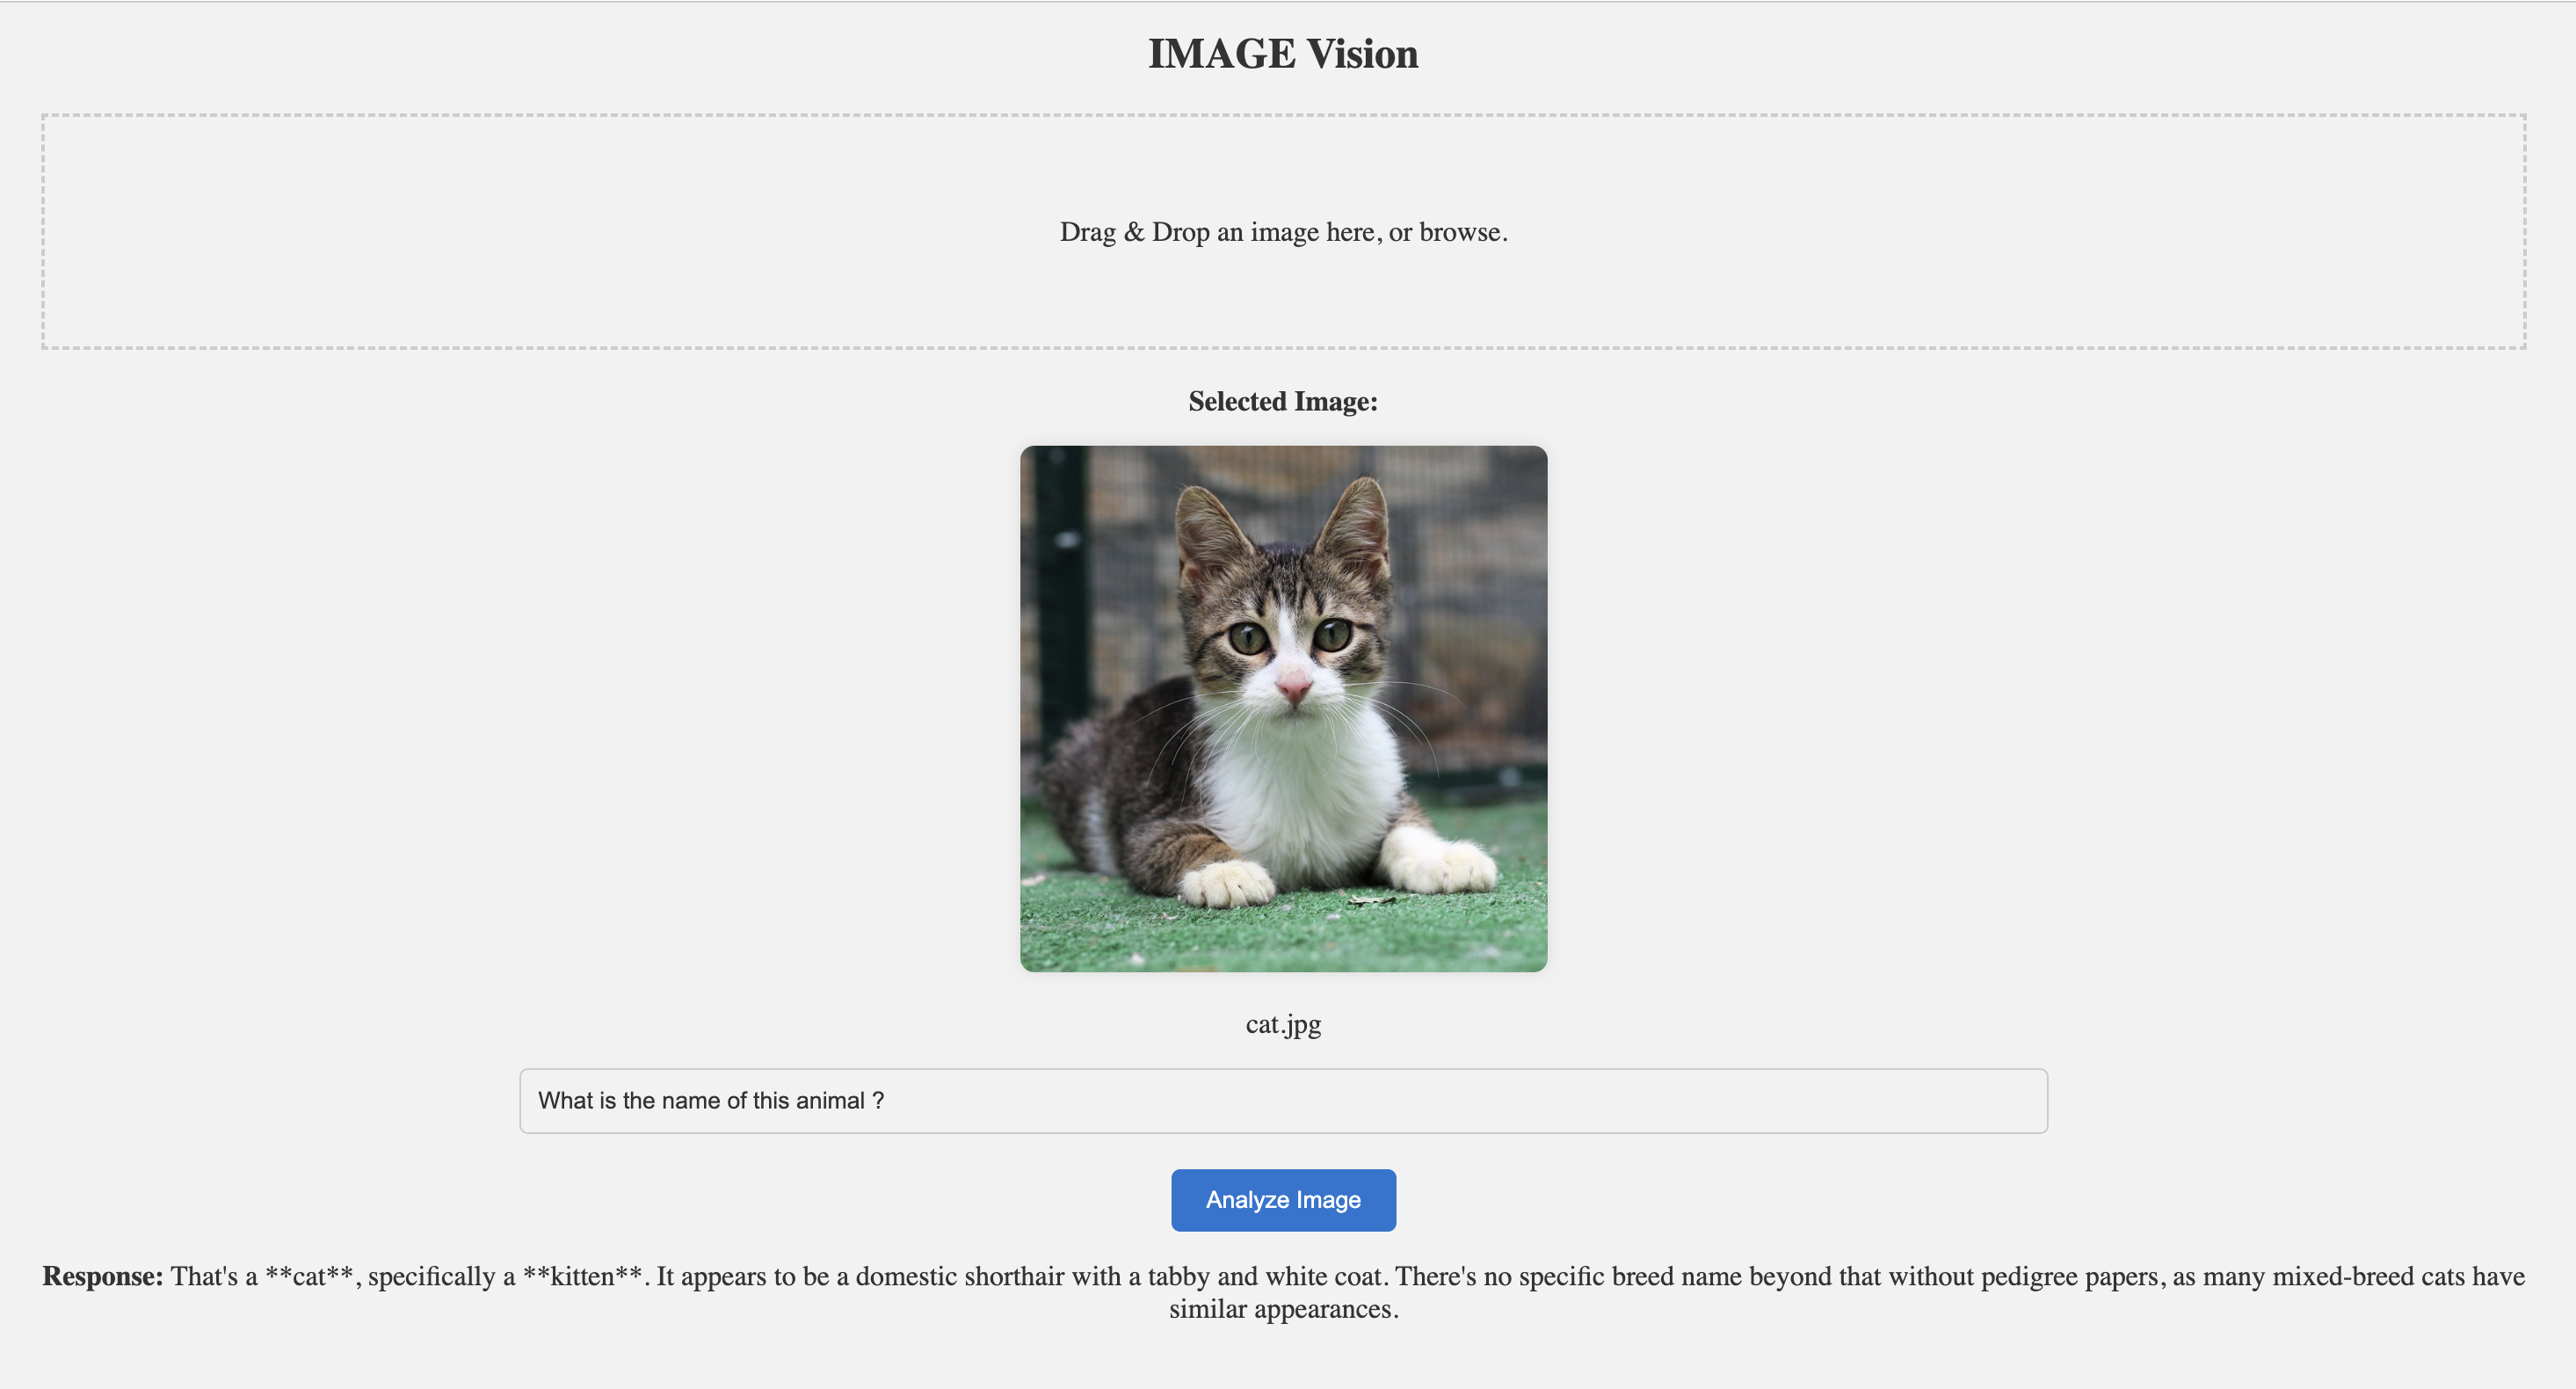 IMAGE Vision
Drag & Drop an image here, or browse.
Selected Image:
cat.jpg
What is the name of this animal ?
Analyze Image
Response: That's a **cat**, specifically a **kitten**. It appears to be a domestic shorthair with a tabby and white coat. There's no specific breed name beyond that without pedigree papers, as many mixed-breed cats have
similar appearances.